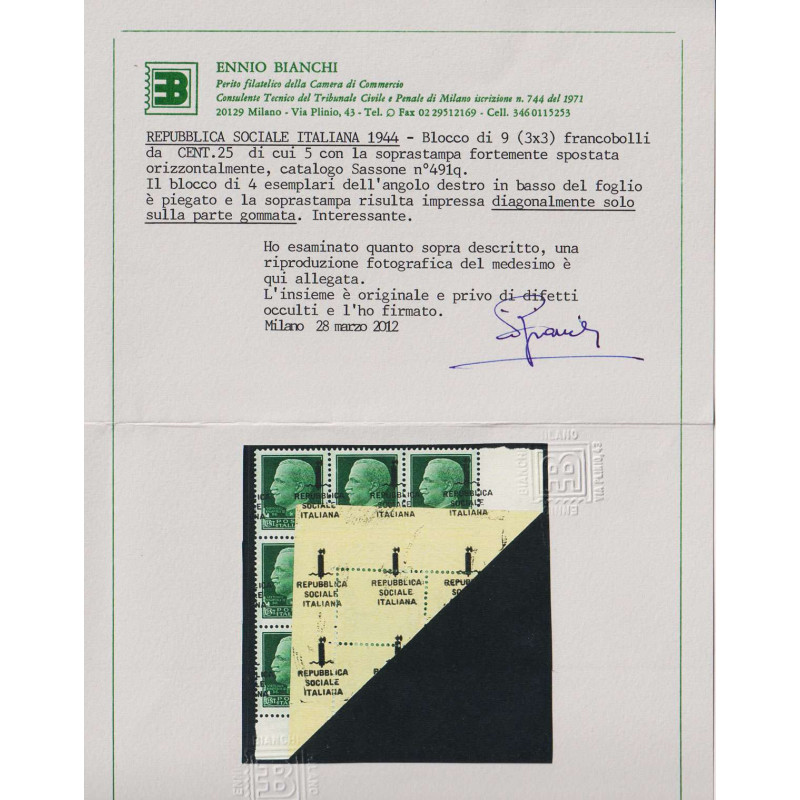 ENNIO BIANCHI
Perito filatelico della Camera di Commercio
Consulente Tecnico del Tribunale Civile e Penale di Milano iscrizione n. 744 del 1971
20129 Milano - Via Plinio, 43 - Tel. Fax 02 29512169 - Cell. 346 0115253
REPUBBLICA SOCIALE ITALIANA 1944 - Blocco di 9 (3x3) francobolli
da CENT.25 di cui 5 con la soprastampa fortemente spostata
orizzontalmente, catalogo Sassone n°491q.
Il blocco di 4 esemplari dell'angolo destro in basso del foglio
è piegato e la soprastampa risulta impressa diagonalmente solo
sulla parte gommata. Interessante.
Ho esaminato quanto sopra descritto, una
riproduzione fotografica del medesimo è
qui allegata.
L'insieme è originale e privo di difetti
occulti e l'ho firmato.
Milano 28 marzo 2012
REPUBBLICA REPUBBLICA REPUBBLICA
SOCIALE SOCIALE SOCIALE
ITALIANA ITALIANA ITALIANA
REPUBBLICA REPUBBLICA
SOCIALE SOCIALE
ITALIANA ITALIANA
REPUBBLICA
SOCIALE
ITALIANA
BIANCHI